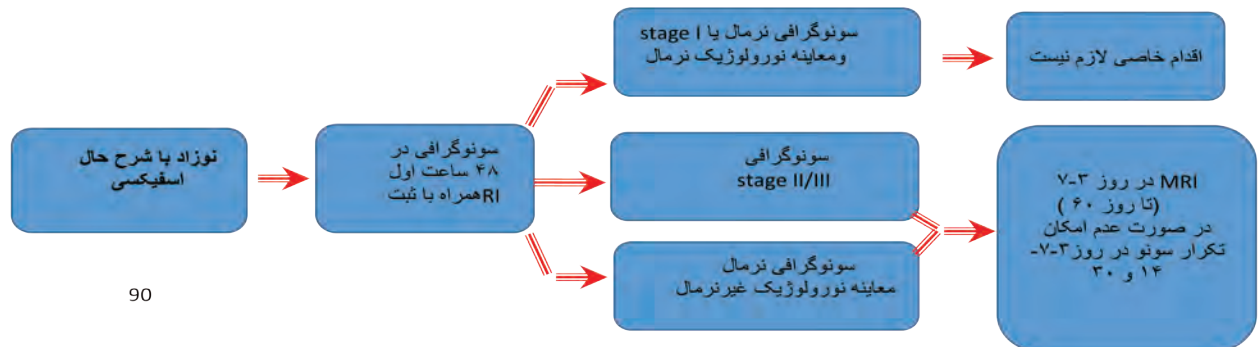 نوزاد با شرح حال
اسفیکسی
سونوگرافی در
۴۸ ساعت اول
همراه با ثبت RI
سونوگرافی نرمال یا stage I
ومعاینه نورولوژیک نرمال
اقدام خاصی لازم نیست
سونوگرافی
stage II/III
سونوگرافی نرمال
معاینه نورولوژیک غیرنرمال
MRI در روز ۳-۷
(تا روز ۶۰ )
در صورت عدم امکان
تکرار سونو در روز ۳-۷-
۱۴ و ۳۰
90